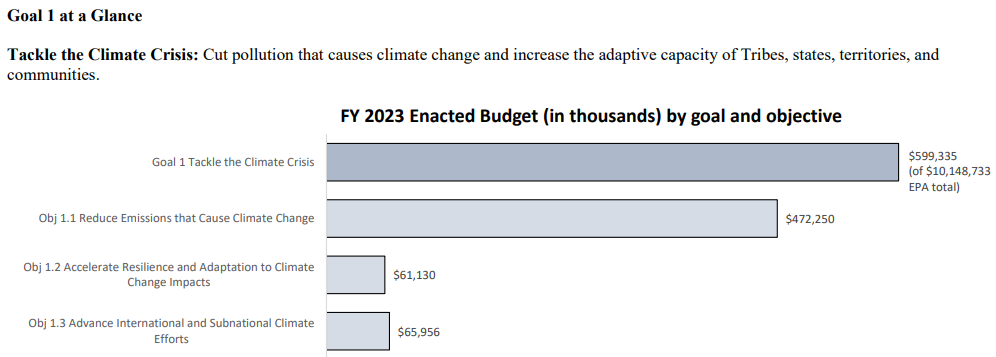 Goal 1 at a Glance
Tackle the Climate Crisis: Cut pollution that causes climate change and increase the adaptive capacity of Tribes, states, territories, and
communities.
FY 2023 Enacted Budget (in thousands) by goal and objective
Goal 1 Tackle the Climate Crisis
$599,335
(of $10,148,733
EPA total)
Obj 1.1 Reduce Emissions that Cause Climate Change
$472,250
Obj 1.2 Accelerate Resilience and Adaptation to Climate
Change Impacts
$61,130
Obj 1.3 Advance International and Subnational Climate
Efforts
$65,956